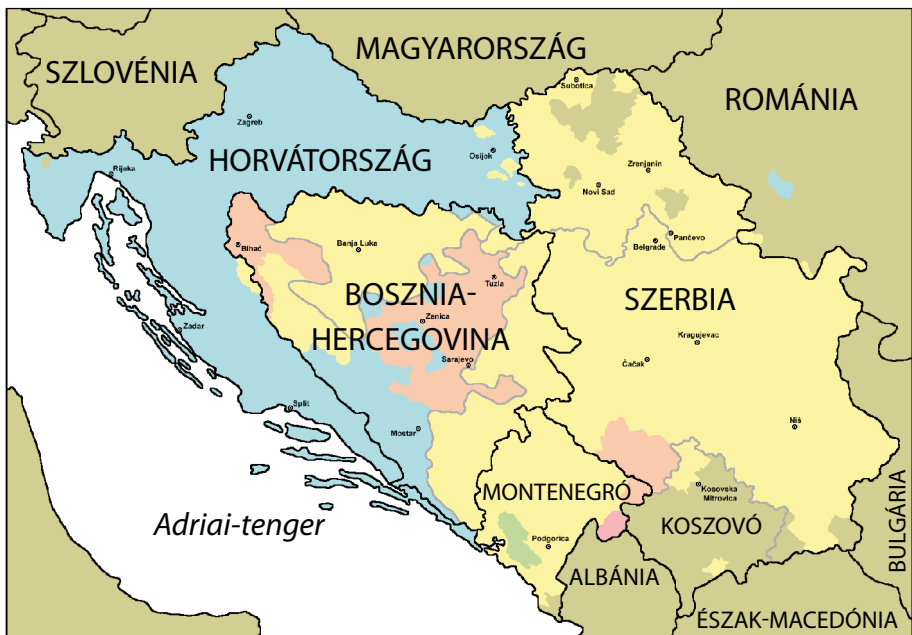 SZLOVÉNIA
MAGYARORSZÁG
ROMÁNIA
Subotica
Zagreb
HORVÁTORSZÁG
Osijek
Rijeka
Zrenjanin
Novi Sad
Bihać
Banja Luka
Belgrade
Pančevo
Tuzla
BOSZNIA-
HERCEGOVINA
SZERBIA
Zenica
Zadar
Kragujevac
Sarajevo
Čačak
Split
Mostar
Niš
MONTENEGRÓ
Kosovska
Mitrovica
Adriai-tenger
KOSZOVÓ
Podgorica
ALBÁNIA
BULGÁRIA
ÉSZAK-MACEDÓNIA